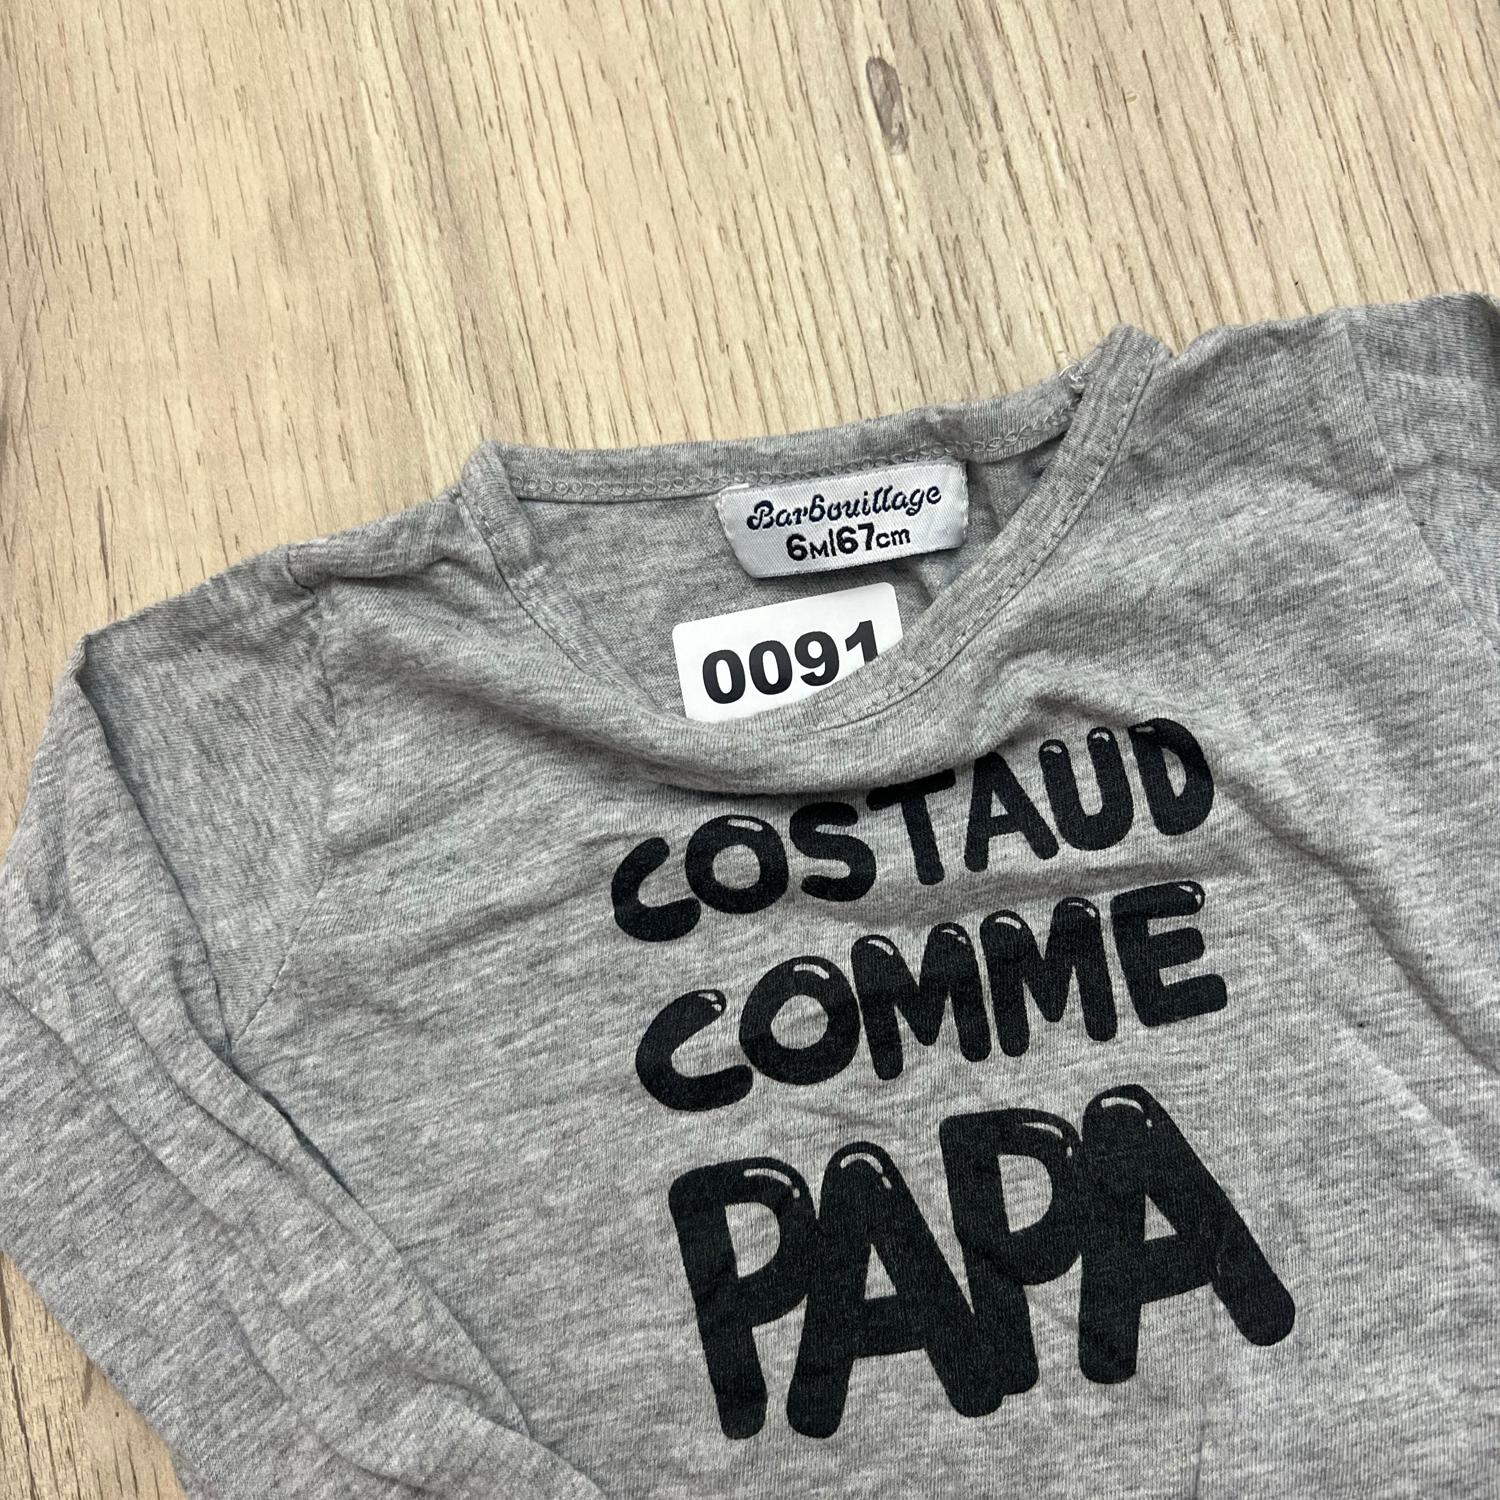 Barbouillage
6M|67cm
0091
COSTAUD
COMME
PAPA